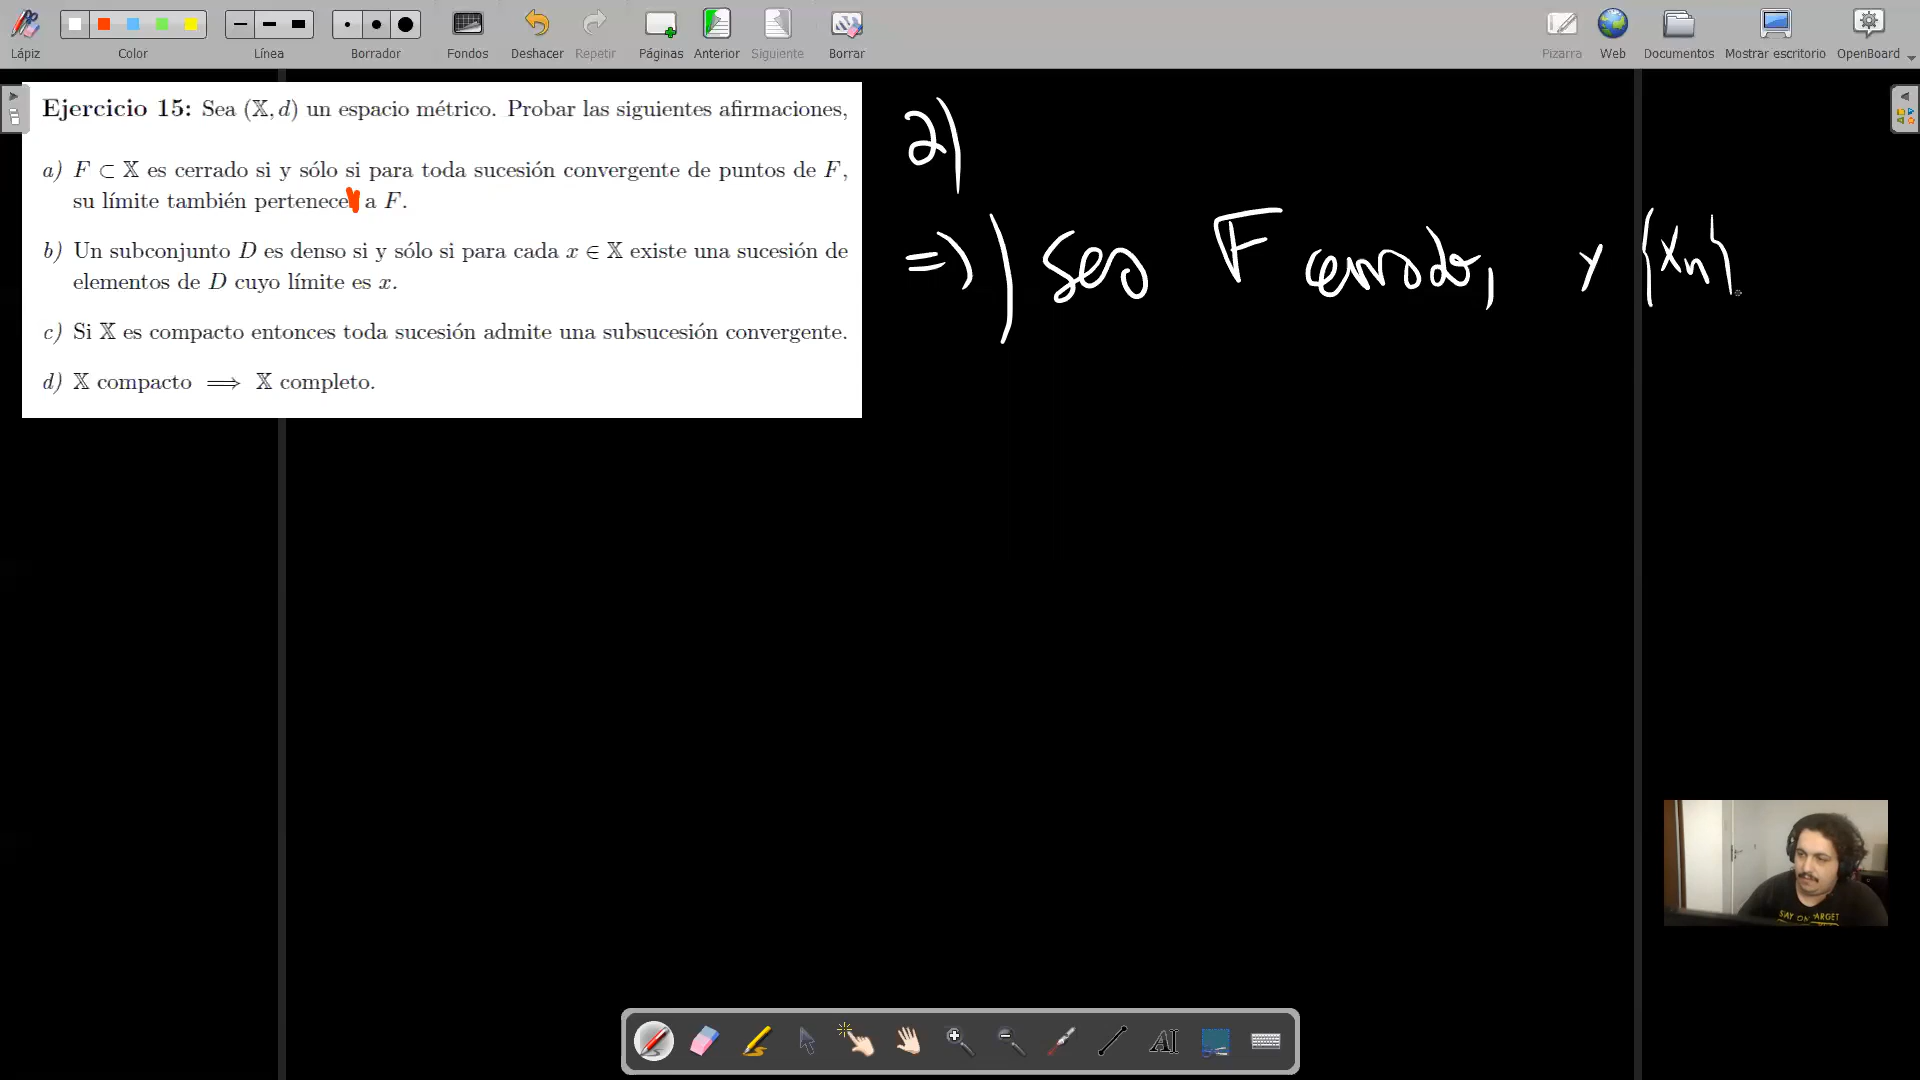 Lápiz Color Línea Borrador Fondos Deshacer Repetir Páginas Anterior Siguiente Borrar Pizarra Web Documentos Mostrar escritorio OpenBoard
Ejercicio 15: Sea (𝕏, d) un espacio métrico. Probar las siguientes afirmaciones,
a) F ⊂ 𝕏 es cerrado si y sólo si para toda sucesión convergente de puntos de F,
su límite también pertenece a F.
b) Un subconjunto D es denso si y sólo si para cada x ∈ 𝕏 existe una sucesión de
elementos de D cuyo límite es x.
c) Si 𝕏 es compacto entonces toda sucesión admite una subsucesión convergente.
d) 𝕏 compacto ⟹ 𝕏 completo.
a)
=>) Sea F cerrado, y {xn}
STAY ON TARGET
AI